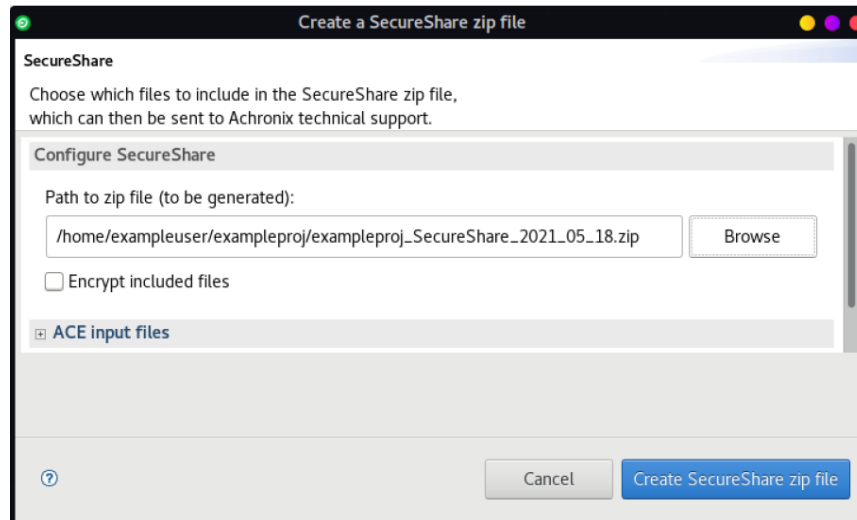 Create a SecureShare zip file
SecureShare
Choose which files to include in the SecureShare zip file,
which can then be sent to Achronix technical support.
Configure SecureShare
Path to zip file (to be generated):
/home/exampleuser/exampleproj/exampleproj_SecureShare_2021_05_18.zip
Browse
Encrypt included files
ACE input files
Cancel
Create SecureShare zip file